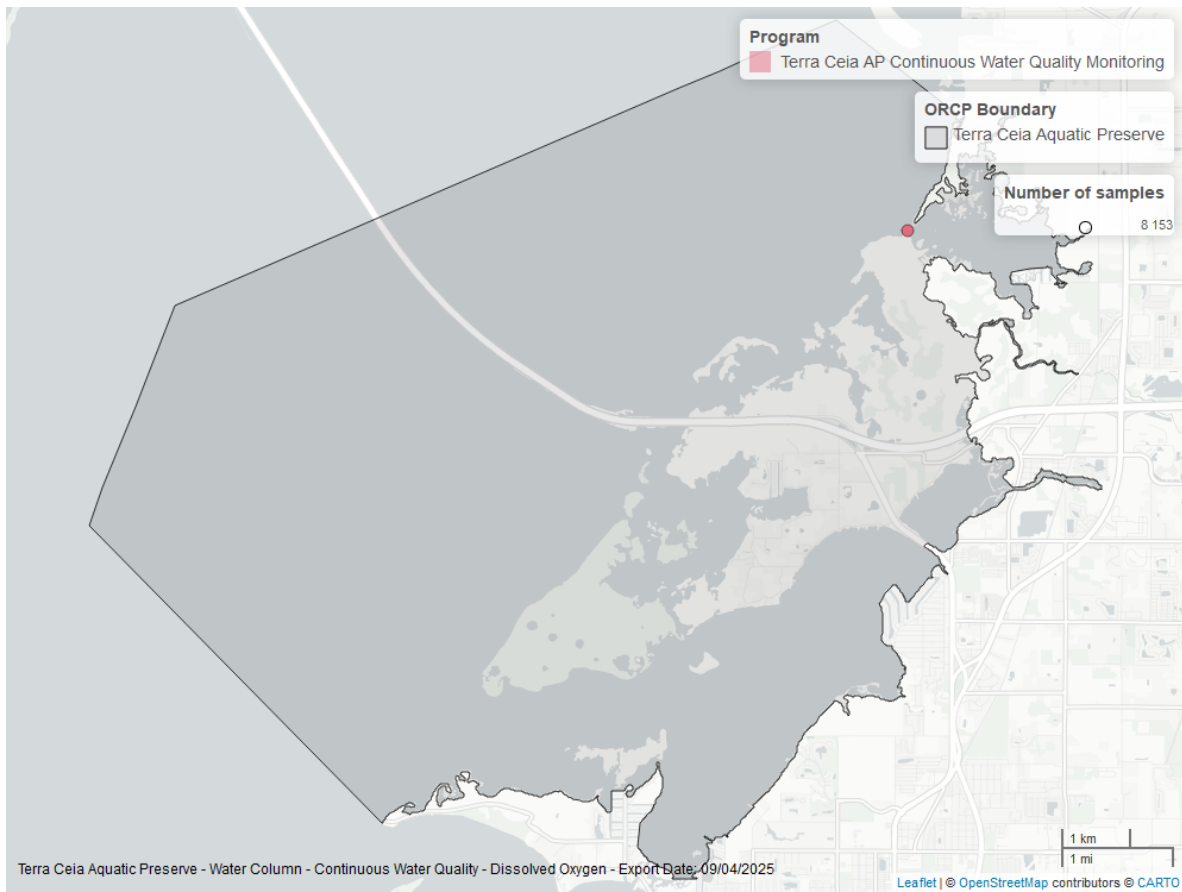 Program
Terra Ceia AP Continuous Water Quality Monitoring
ORCP Boundary
Terra Ceia Aquatic Preserve
Number of samples
8 153
1 km
1 mi
Terra Ceia Aquatic Preserve - Water Column - Continuous Water Quality - Dissolved Oxygen - Export Date: 09/04/2025
Leaflet | © OpenStreetMap contributors © CARTO